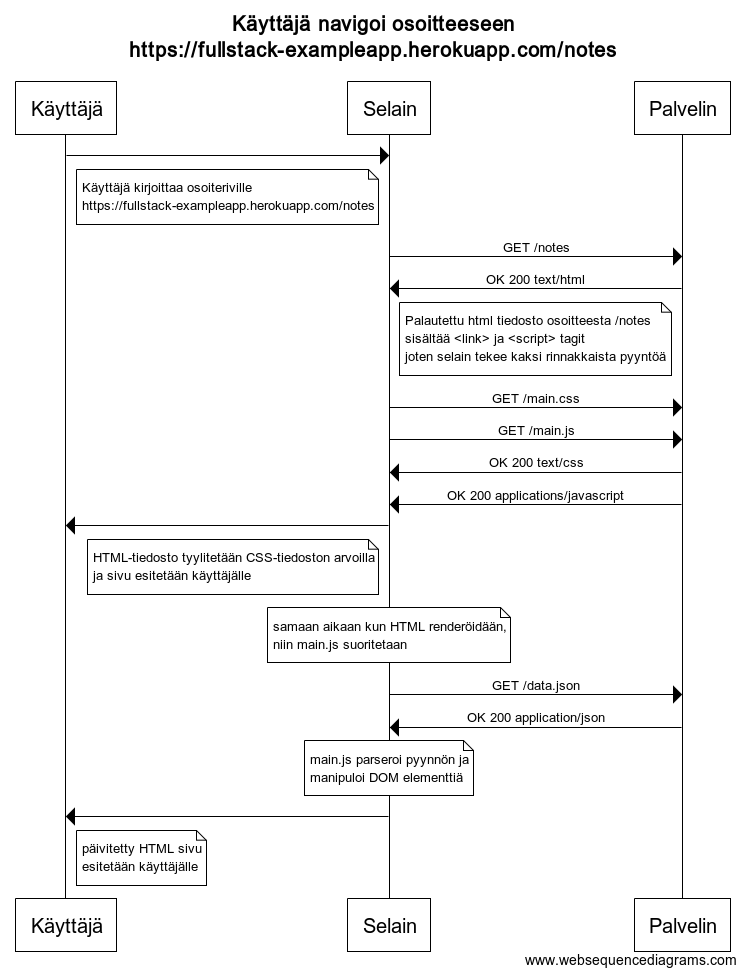 Käyttäjä navigoi osoitteeseen
https://fullstack-exampleapp.herokuapp.com/notes
Käyttäjä
Selain
Palvelin
Käyttäjä kirjoittaa osoiteriville
https://fullstack-exampleapp.herokuapp.com/notes
GET /notes
OK 200 text/html
Palautettu html tiedosto osoitteesta /notes
sisältää <link> ja <script> tagit
joten selain tekee kaksi rinnakkaista pyyntöä
GET /main.css
GET /main.js
OK 200 text/css
OK 200 applications/javascript
HTML-tiedosto tyylitetään CSS-tiedoston arvoilla
ja sivu esitetään käyttäjälle
samaan aikaan kun HTML renderöidään,
niin main.js suoritetaan
GET /data.json
OK 200 application/json
main.js parseroi pyynnön ja
manipuloi DOM elementtiä
päivitetty HTML sivu
esitetään käyttäjälle
Käyttäjä
Selain
Palvelin
www.websequencediagrams.com